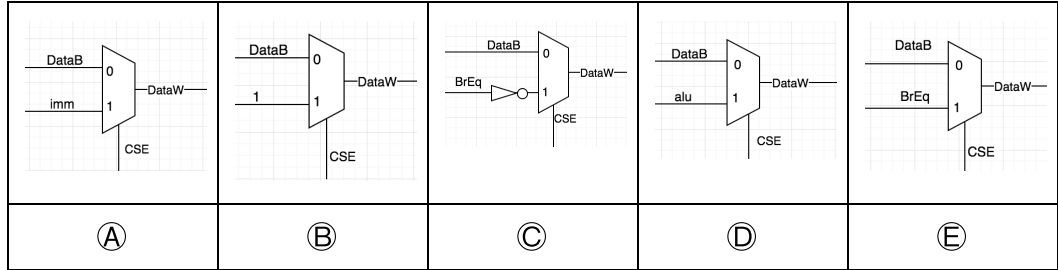 DataB
0
imm
1
DataW
CSE
DataB
0
1
1
DataW
CSE
DataB
0
BrEq
1
DataW
CSE
DataB
0
alu
1
DataW
CSE
DataB
0
BrEq
1
DataW
CSE
Ⓐ Ⓑ Ⓒ Ⓓ Ⓔ